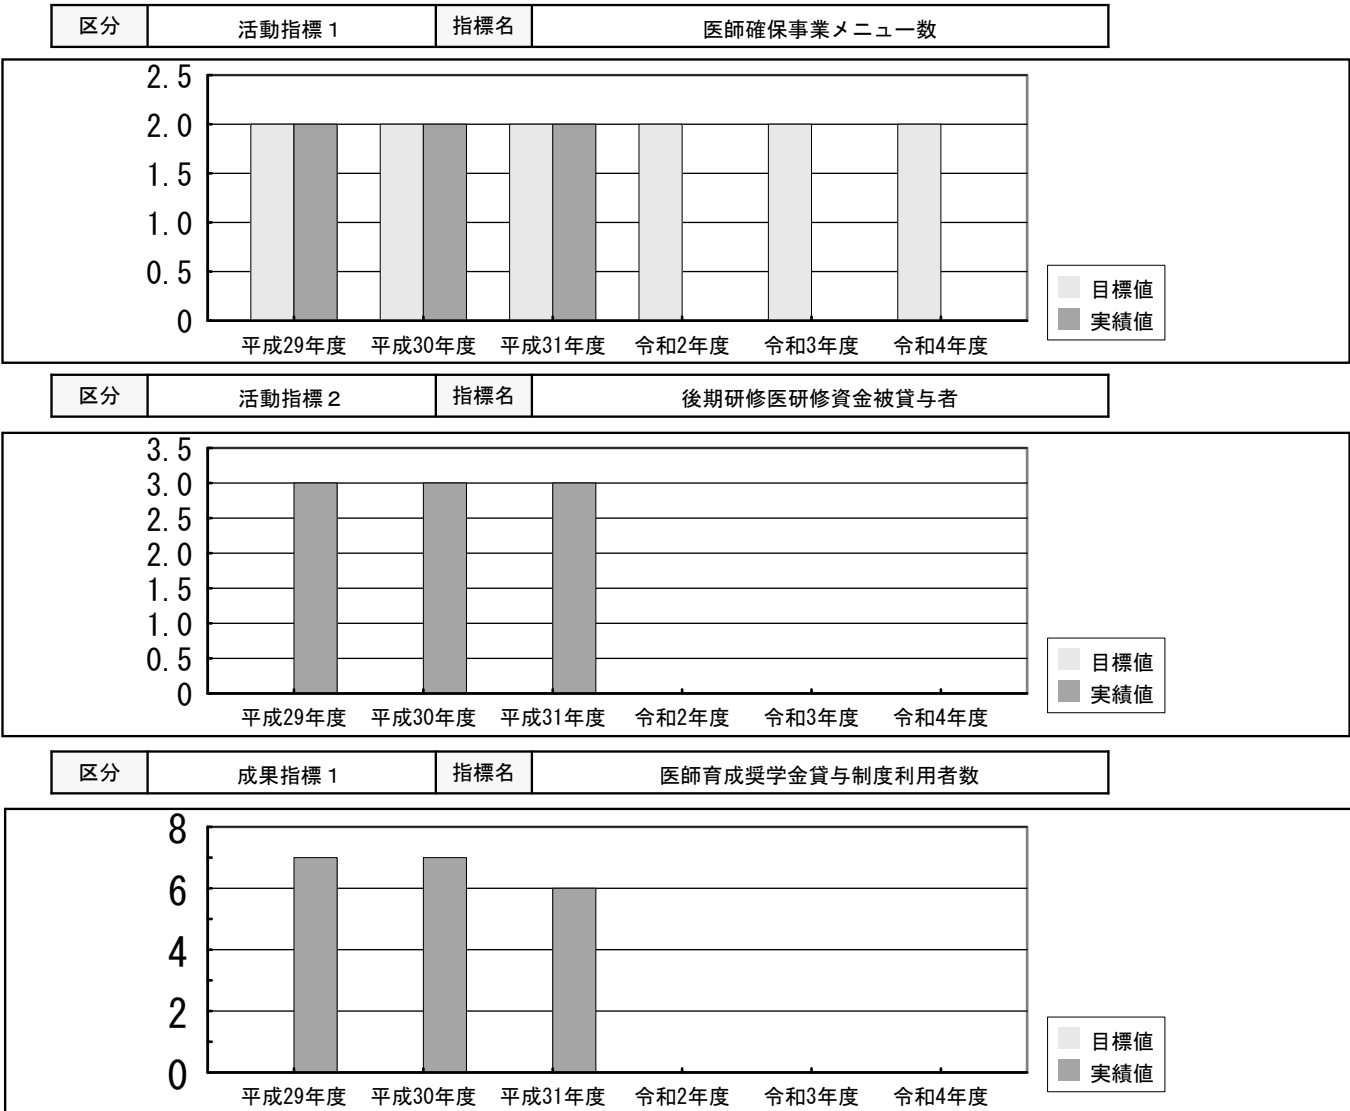 区分 活動指標１ 指標名 医師確保事業メニュー数
2.5
2.0
1.5
1.0
0.5
0
平成29年度 平成30年度 平成31年度 令和2年度 令和3年度 令和4年度
目標値
実績値
区分 活動指標２ 指標名 後期研修医研修資金被貸与者
3.5
3.0
2.5
2.0
1.5
1.0
0.5
0
平成29年度 平成30年度 平成31年度 令和2年度 令和3年度 令和4年度
目標値
実績値
区分 成果指標１ 指標名 医師育成奨学金貸与制度利用者数
8
6
4
2
0
平成29年度 平成30年度 平成31年度 令和2年度 令和3年度 令和4年度
目標値
実績値